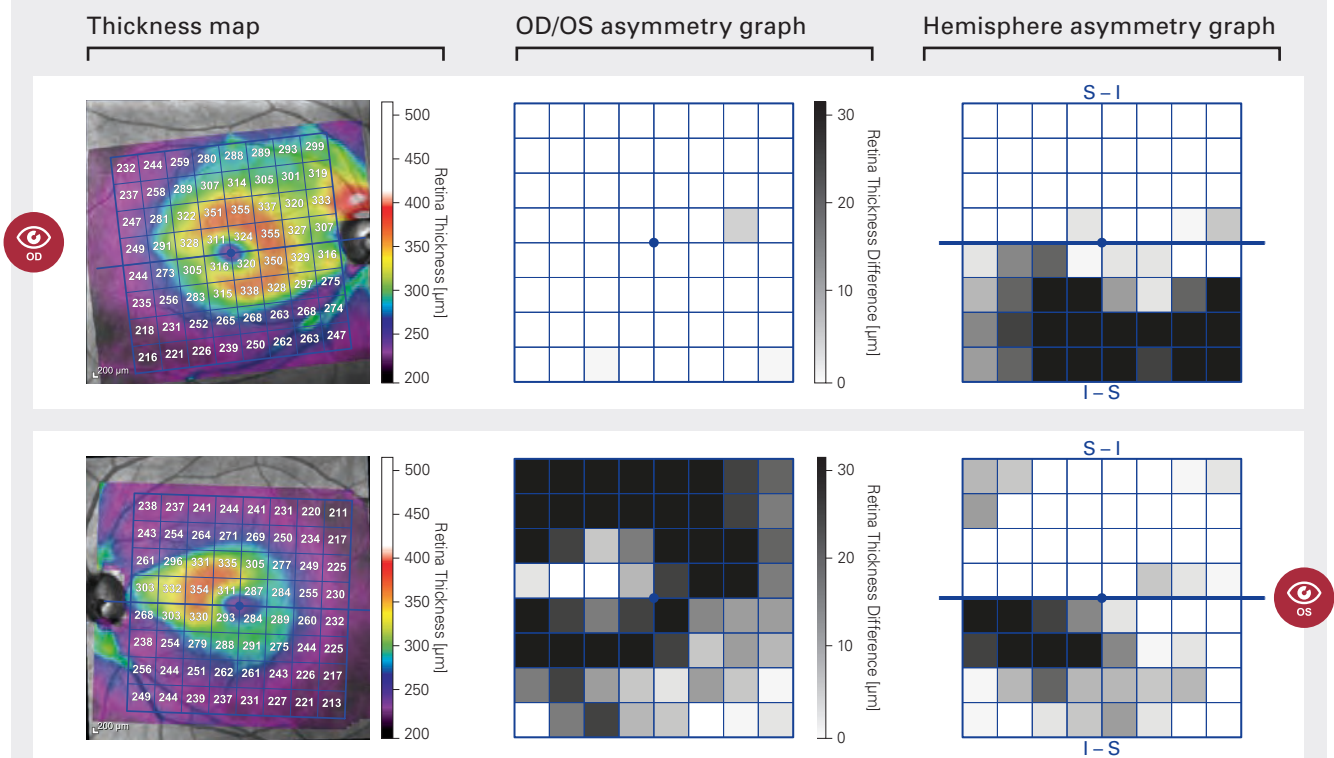 Thickness map
OD/OS asymmetry graph
Hemisphere asymmetry graph
OD
232 244 259 280 288 289 293 299
237 258 289 307 314 305 301 319
247 281 322 351 355 337 320 333
249 291 328 311 324 355 327 307
244 273 305 316 320 350 329 316
235 256 283 315 338 328 297 275
218 231 252 265 268 263 268 274
216 221 226 239 250 262 263 247
200 µm
500
450
400
350
300
250
200
Retina Thickness [µm]
30
20
10
0
Retina Thickness Difference [µm]
S – I
I – S
238 237 241 244 241 231 220 211
243 254 264 271 269 250 234 217
261 296 331 335 305 277 249 225
303 332 354 311 287 284 255 230
268 303 330 293 284 289 260 232
238 254 279 288 291 275 244 225
256 244 251 262 261 243 226 217
249 244 239 237 231 227 221 213
200 µm
500
450
400
350
300
250
200
Retina Thickness [µm]
30
20
10
0
Retina Thickness Difference [µm]
S – I
I – S
OS